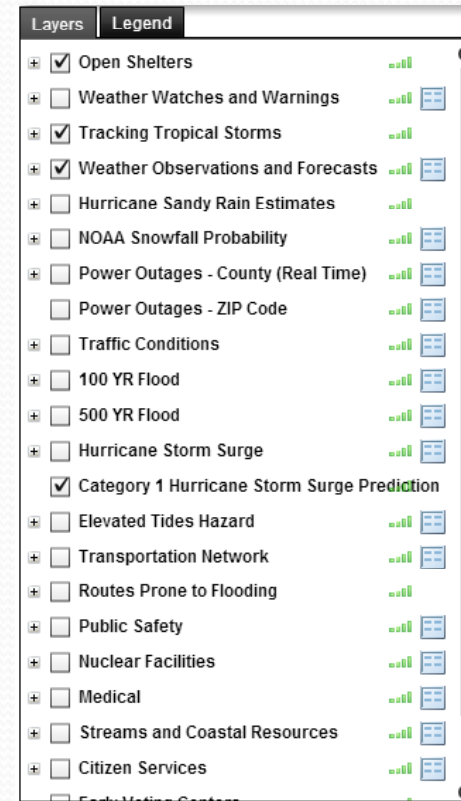 Layers Legend
Open Shelters
Weather Watches and Warnings
Tracking Tropical Storms
Weather Observations and Forecasts
Hurricane Sandy Rain Estimates
NOAA Snowfall Probability
Power Outages - County (Real Time)
Power Outages - ZIP Code
Traffic Conditions
100 YR Flood
500 YR Flood
Hurricane Storm Surge
Category 1 Hurricane Storm Surge Prediction
Elevated Tides Hazard
Transportation Network
Routes Prone to Flooding
Public Safety
Nuclear Facilities
Medical
Streams and Coastal Resources
Citizen Services
Early Voting Centers